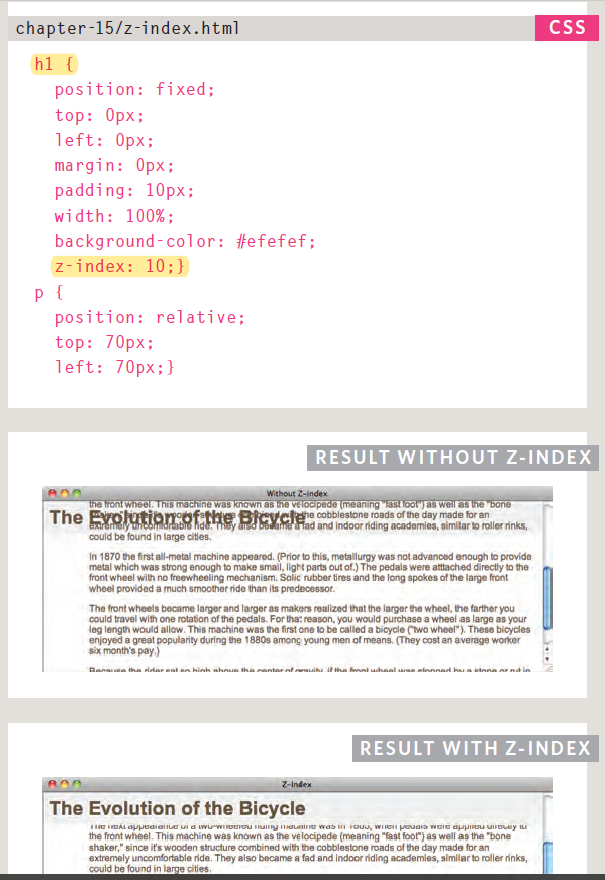 chapter-15/z-index.html
CSS
h1 {
position: fixed;
top: 0px;
left: 0px;
margin: 0px;
padding: 10px;
width: 100%;
background-color: #efefef;
z-index: 10;}
p {
position: relative;
top: 70px;
left: 70px;}
RESULT WITHOUT Z-INDEX
Without Z-Index
the front wheel. This machine was known as the velocipede (meaning "fast foot") as well as the "bone
The Evolution of the Bicycle
extremely uncomfortable ride. They also became a fad and indoor riding academies, similar to roller rinks,
could be found in large cities.
In 1870 the first all-metal machine appeared. (Prior to this, metallurgy was not advanced enough to provide
metal which was strong enough to make small, light parts out of.) The pedals were atttached directly to the
front wheel with no freewheeling mechanism. Solid rubber tires and the long spokes of the large front
wheel provided a much smoother ride than its predecessor.
The front wheels became larger and larger as makers realized that the larger the wheel, the farther you
could travel with one rotation of the pedals. For that reason, you would purchase a wheel as large as your
leg length would allow. This machine was the first one to be called a bicycle ("two wheel"). These bicycles
enjoyed a great popularity during the 1880s among young men of means. (They cost an average worker
six month's pay.)
Because the rider sat so high above the center of gravity, if the front wheel was stopped by a stone or rut in
RESULT WITH Z-INDEX
Z-Index
The Evolution of the Bicycle
The next appearance of a two-wheeled riding machine was in 1865, when pedals were applied directly to
the front wheel. This machine was known as the velocipede (meaning "fast foot") as well as the "bone
shaker," since it's wooden structure combined with the cobblestone roads of the day made for an
extremely uncomfortable ride. They also became a fad and indoor riding academies, similar to roller rinks,
could be found in large cities.